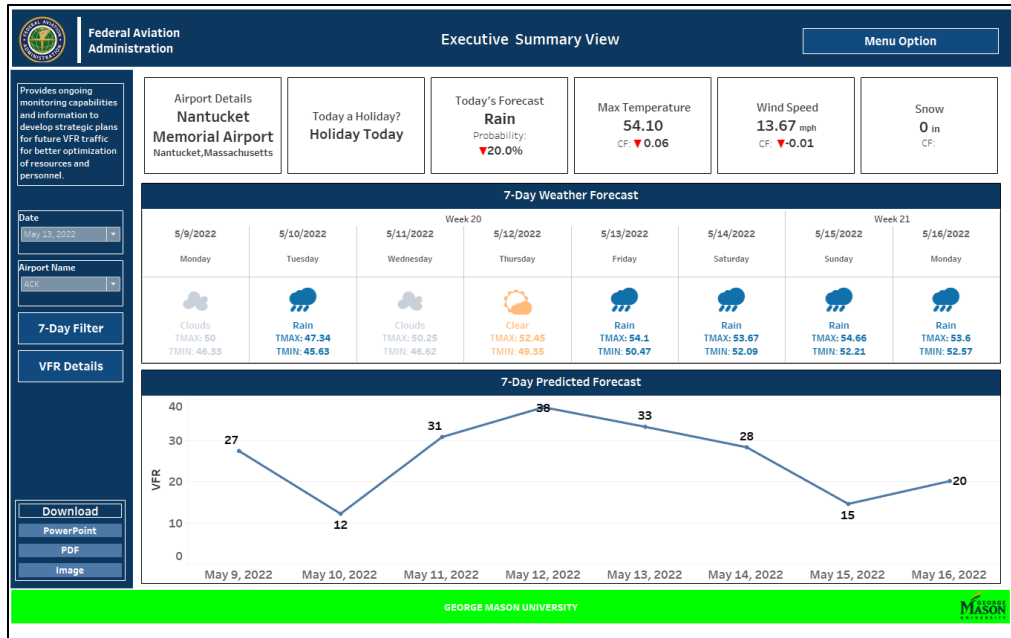 Federal Aviation
Administration
Executive Summary View
Menu Option
Provides ongoing
monitoring capabilities
and information to
develop strategic plans
for future VFR traffic
for better optimization
of resources and
personnel.
Date
May 13, 2022
Airport Name
ACK
7-Day Filter
VFR Details
Download
PowerPoint
PDF
Image
Airport Details
Nantucket
Memorial Airport
Nantucket,Massachusetts
Today a Holiday?
Holiday Today
Today's Forecast
Rain
Probability:
▼20.0%
Max Temperature
54.10
CF: ▼ 0.06
Wind Speed
13.67 mph
CF: ▼-0.01
Snow
0 in
CF:
7-Day Weather Forecast
Week 20 Week 21
5/9/2022 5/10/2022 5/11/2022 5/12/2022 5/13/2022 5/14/2022 5/15/2022 5/16/2022
Monday Tuesday Wednesday Thursday Friday Saturday Sunday Monday
Clouds Rain Clouds Clear Rain Rain Rain Rain
TMAX: 50 TMAX: 47.34 TMAX: 50.25 TMAX: 52.45 TMAX: 54.1 TMAX: 53.67 TMAX: 54.66 TMAX: 53.6
TMIN: 46.33 TMIN: 45.63 TMIN: 46.62 TMIN: 49.35 TMIN: 50.47 TMIN: 52.09 TMIN: 52.21 TMIN: 52.57
7-Day Predicted Forecast
VFR
40
30
20
10
0
27
12
31
38
33
28
15
20
May 9, 2022 May 10, 2022 May 11, 2022 May 12, 2022 May 13, 2022 May 14, 2022 May 15, 2022 May 16, 2022
GEORGE MASON UNIVERSITY
GEORGE
MASON
UNIVERSITY